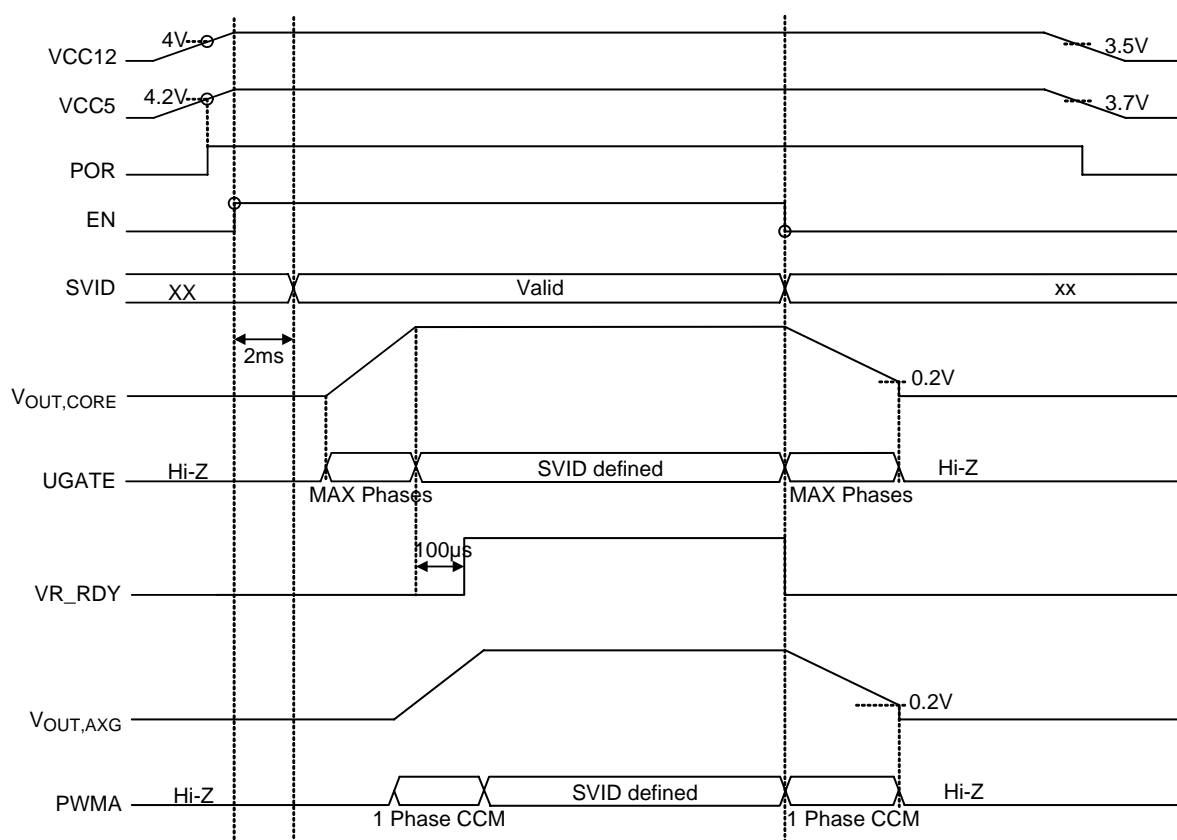 VCC12
4V
3.5V
VCC5
4.2V
3.7V
POR
EN
SVID
XX
Valid
xx
2ms
VOUT,CORE
0.2V
UGATE
Hi-Z
SVID defined
Hi-Z
MAX Phases
MAX Phases
100µs
VR_RDY
VOUT,AXG
0.2V
PWMA
Hi-Z
SVID defined
Hi-Z
1 Phase CCM
1 Phase CCM